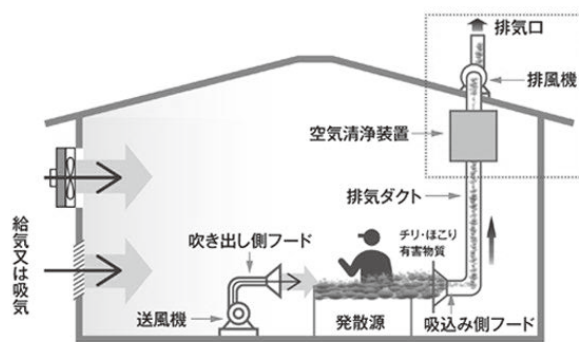 排気口
排風機
空気清浄装置
排気ダクト
チリ・ほこり
有害物質
吹き出し側フード
給気又は吸気
送風機
発散源
吸込み側フード